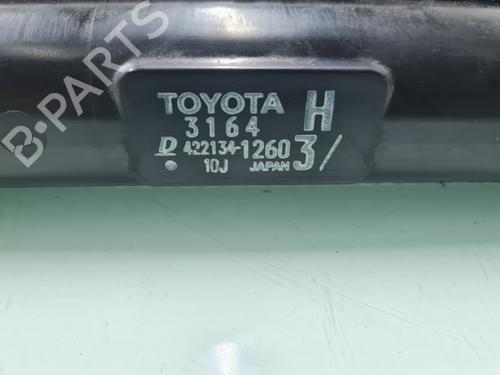 B-PARTS
TOYOTA H
3164
D 422134-1260 3/
10J JAPAN